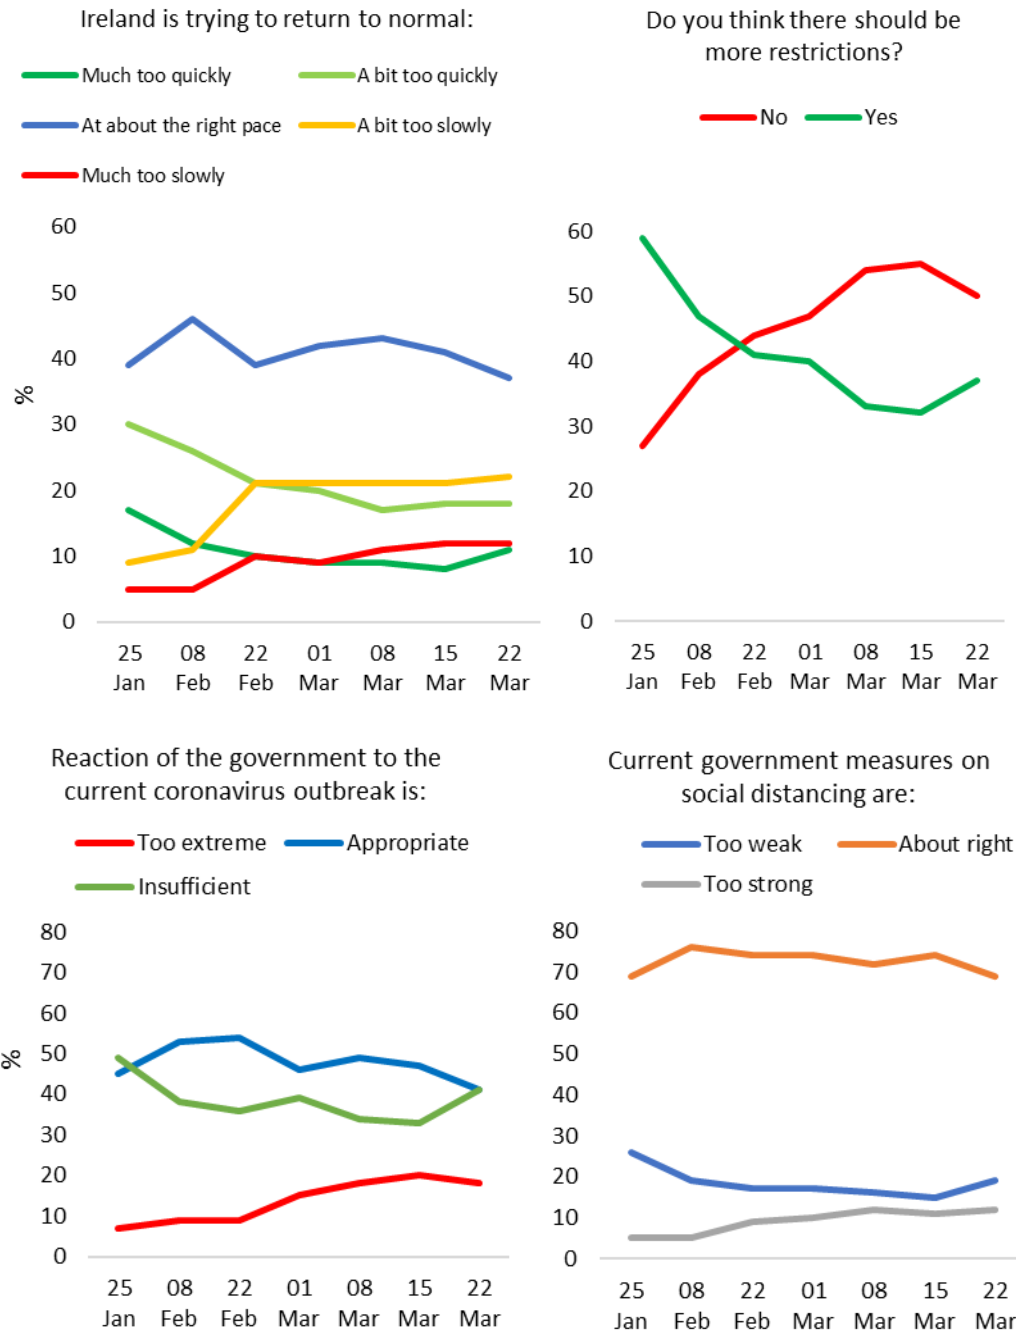 Ireland is trying to return to normal:
Much too quickly
A bit too quickly
At about the right pace
A bit too slowly
Much too slowly
60
50
40
30
20
10
0
%
25 08 22 01 08 15 22
Jan Feb Feb Mar Mar Mar Mar
Do you think there should be
more restrictions?
No
Yes
60
50
40
30
20
10
0
25 08 22 01 08 15 22
Jan Feb Feb Mar Mar Mar Mar
Reaction of the government to the
current coronavirus outbreak is:
Too extreme
Appropriate
Insufficient
80
70
60
50
40
30
20
10
0
%
25 08 22 01 08 15 22
Jan Feb Feb Mar Mar Mar Mar
Current government measures on
social distancing are:
Too weak
About right
Too strong
80
70
60
50
40
30
20
10
0
25 08 22 01 08 15 22
Jan Feb Feb Mar Mar Mar Mar